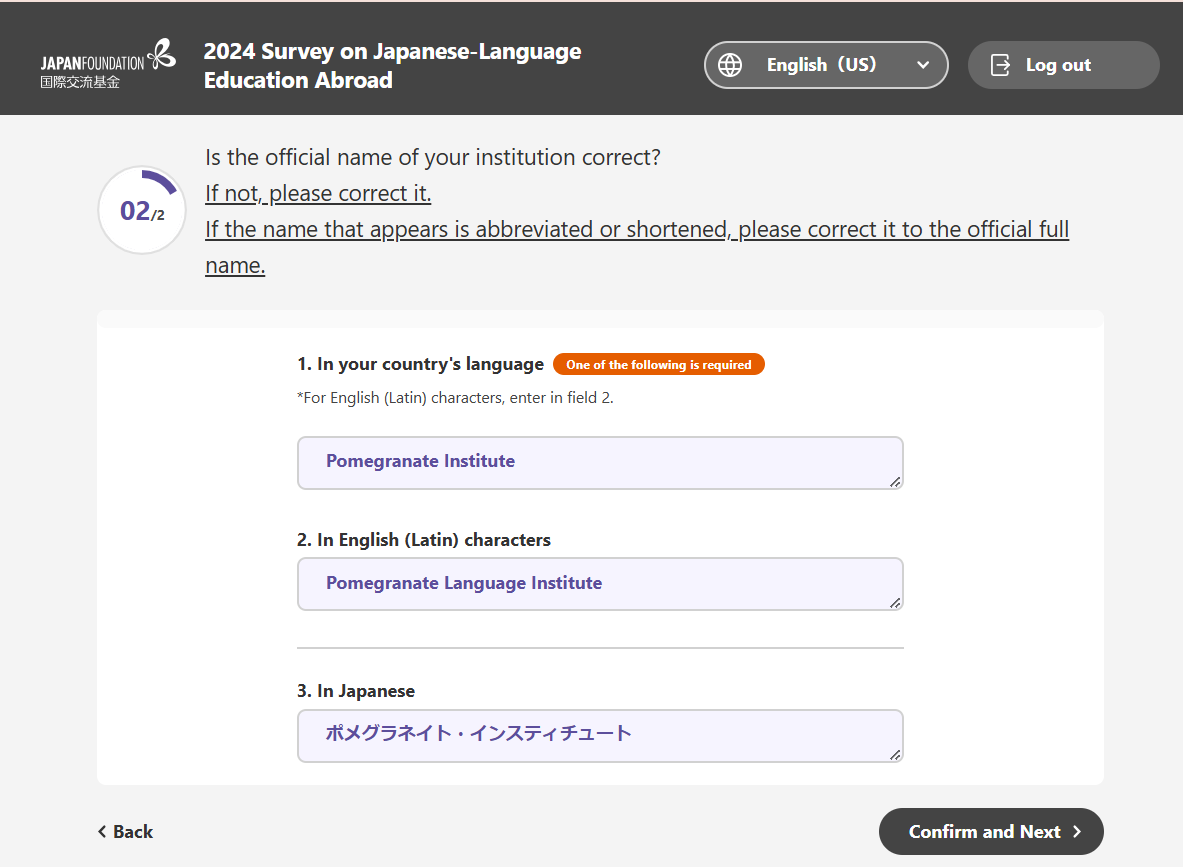 JAPANFOUNDATION
国際交流基金
2024 Survey on Japanese-Language
Education Abroad
English（US）
Log out
02/2
Is the official name of your institution correct?
If not, please correct it.
If the name that appears is abbreviated or shortened, please correct it to the official full
name.
1. In your country's language One of the following is required
*For English (Latin) characters, enter in field 2.
Pomegranate Institute
2. In English (Latin) characters
Pomegranate Language Institute
3. In Japanese
ポメグラネイト・インスティチュート
Back
Confirm and Next